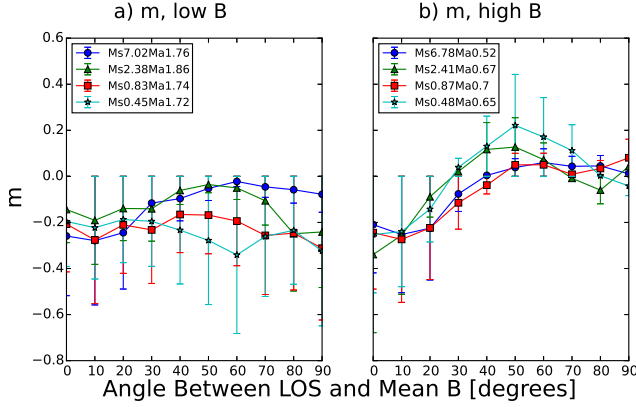 a) m, low B
b) m, high B
0.6
0.4
0.2
0.0
−0.2
−0.4
−0.6
−0.8
m
Ms7.02Ma1.76
Ms2.38Ma1.86
Ms0.83Ma1.74
Ms0.45Ma1.72
Ms6.78Ma0.52
Ms2.41Ma0.67
Ms0.87Ma0.7
Ms0.48Ma0.65
0 10 20 30 40 50 60 70 80 90
0 10 20 30 40 50 60 70 80 90
Angle Between LOS and Mean B [degrees]